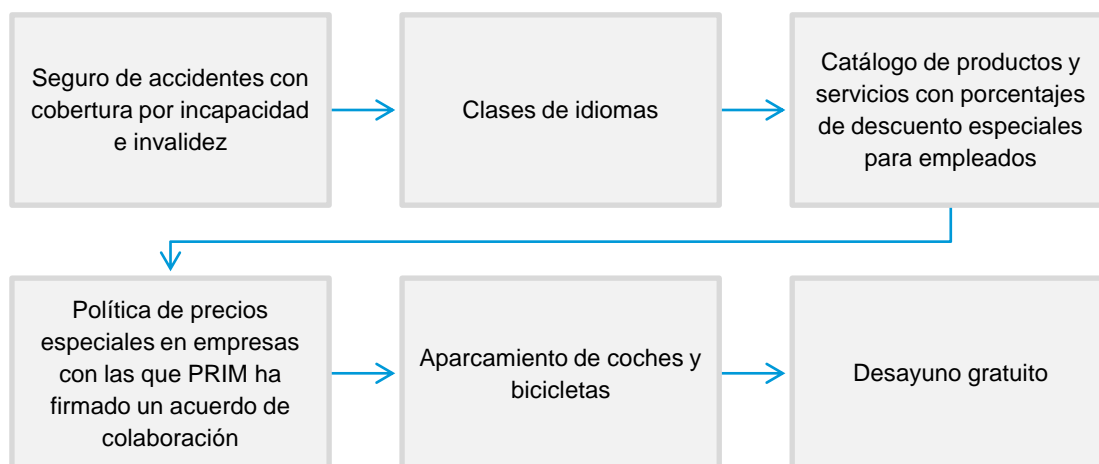 Seguro de accidentes con
cobertura por incapacidad
e invalidez
Clases de idiomas
Catálogo de productos y
servicios con porcentajes
de descuento especiales
para empleados
Política de precios
especiales en empresas
con las que PRIM ha
firmado un acuerdo de
colaboración
Aparcamiento de coches y
bicicletas
Desayuno gratuito